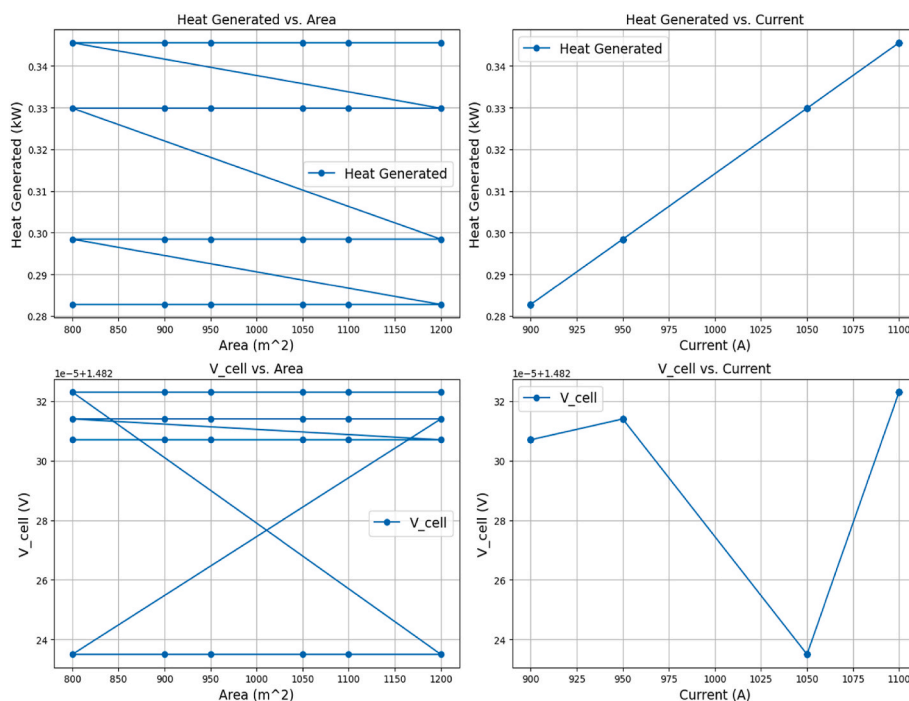 Heat Generated vs. Area
Heat Generated (kW)
0.34
0.33
0.32
0.31
0.30
0.29
0.28
Heat Generated
800 850 900 950 1000 1050 1100 1150 1200
Area (m^2)
Heat Generated vs. Current
Heat Generated (kW)
0.34
0.33
0.32
0.31
0.30
0.29
0.28
Heat Generated
900 925 950 975 1000 1025 1050 1075 1100
Current (A)
V_cell vs. Area
1e-5+1.482
V_cell (V)
32
30
28
26
24
V_cell
800 850 900 950 1000 1050 1100 1150 1200
Area (m^2)
V_cell vs. Current
1e-5+1.482
V_cell (V)
32
30
28
26
24
V_cell
900 925 950 975 1000 1025 1050 1075 1100
Current (A)